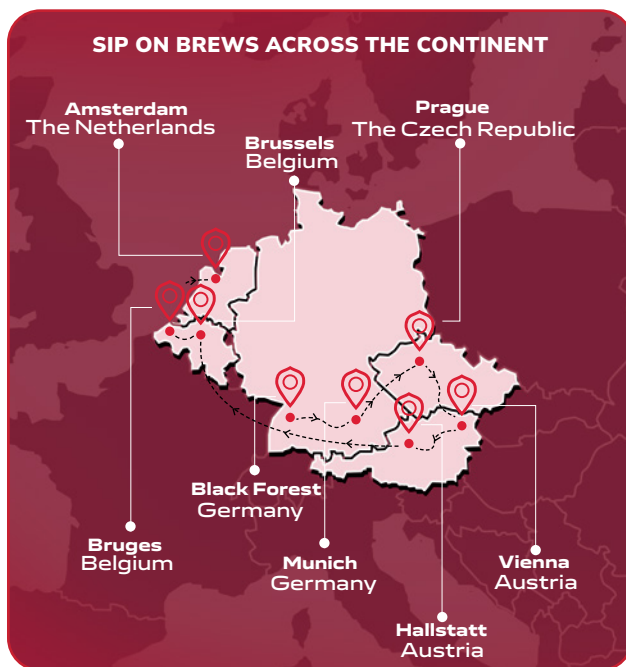 SIP ON BREWS ACROSS THE CONTINENT
Amsterdam
The Netherlands
Prague
The Czech Republic
Brussels
Belgium
Black Forest
Germany
Bruges
Belgium
Munich
Germany
Vienna
Austria
Hallstatt
Austria